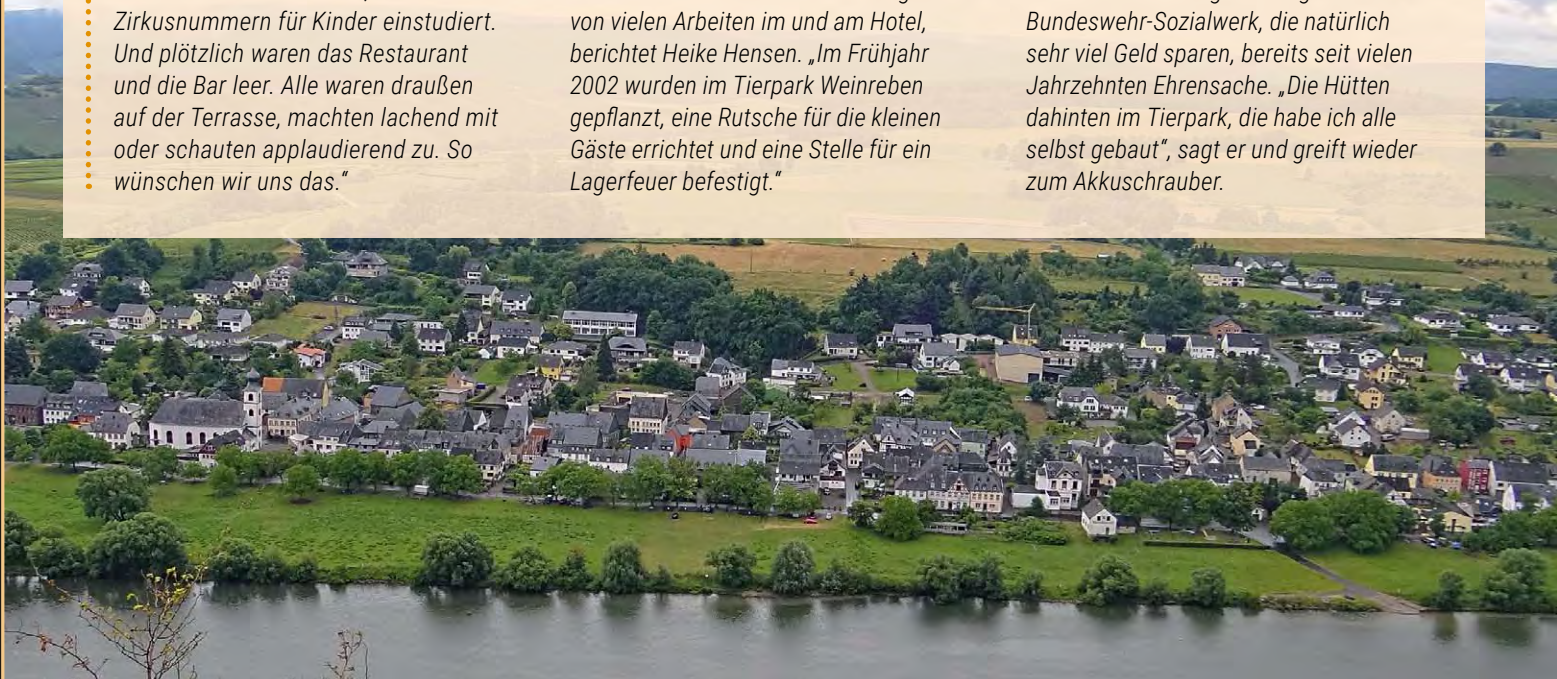 Zirkusnummern für Kinder einstudiert.
Und plötzlich waren das Restaurant
und die Bar leer. Alle waren draußen
auf der Terrasse, machten lachend mit
oder schauten applaudierend zu. So
wünschen wir uns das.“
von vielen Arbeiten im und am Hotel,
berichtet Heike Hensen. „Im Frühjahr
2002 wurden im Tierpark Weinreben
gepflanzt, eine Rutsche für die kleinen
Gäste errichtet und eine Stelle für ein
Lagerfeuer befestigt.“
Bundeswehr-Sozialwerk, die natürlich
sehr viel Geld sparen, bereits seit vielen
Jahrzehnten Ehrensache. „Die Hütten
dahinten im Tierpark, die habe ich alle
selbst gebaut“, sagt er und greift wieder
zum Akkuschrauber.